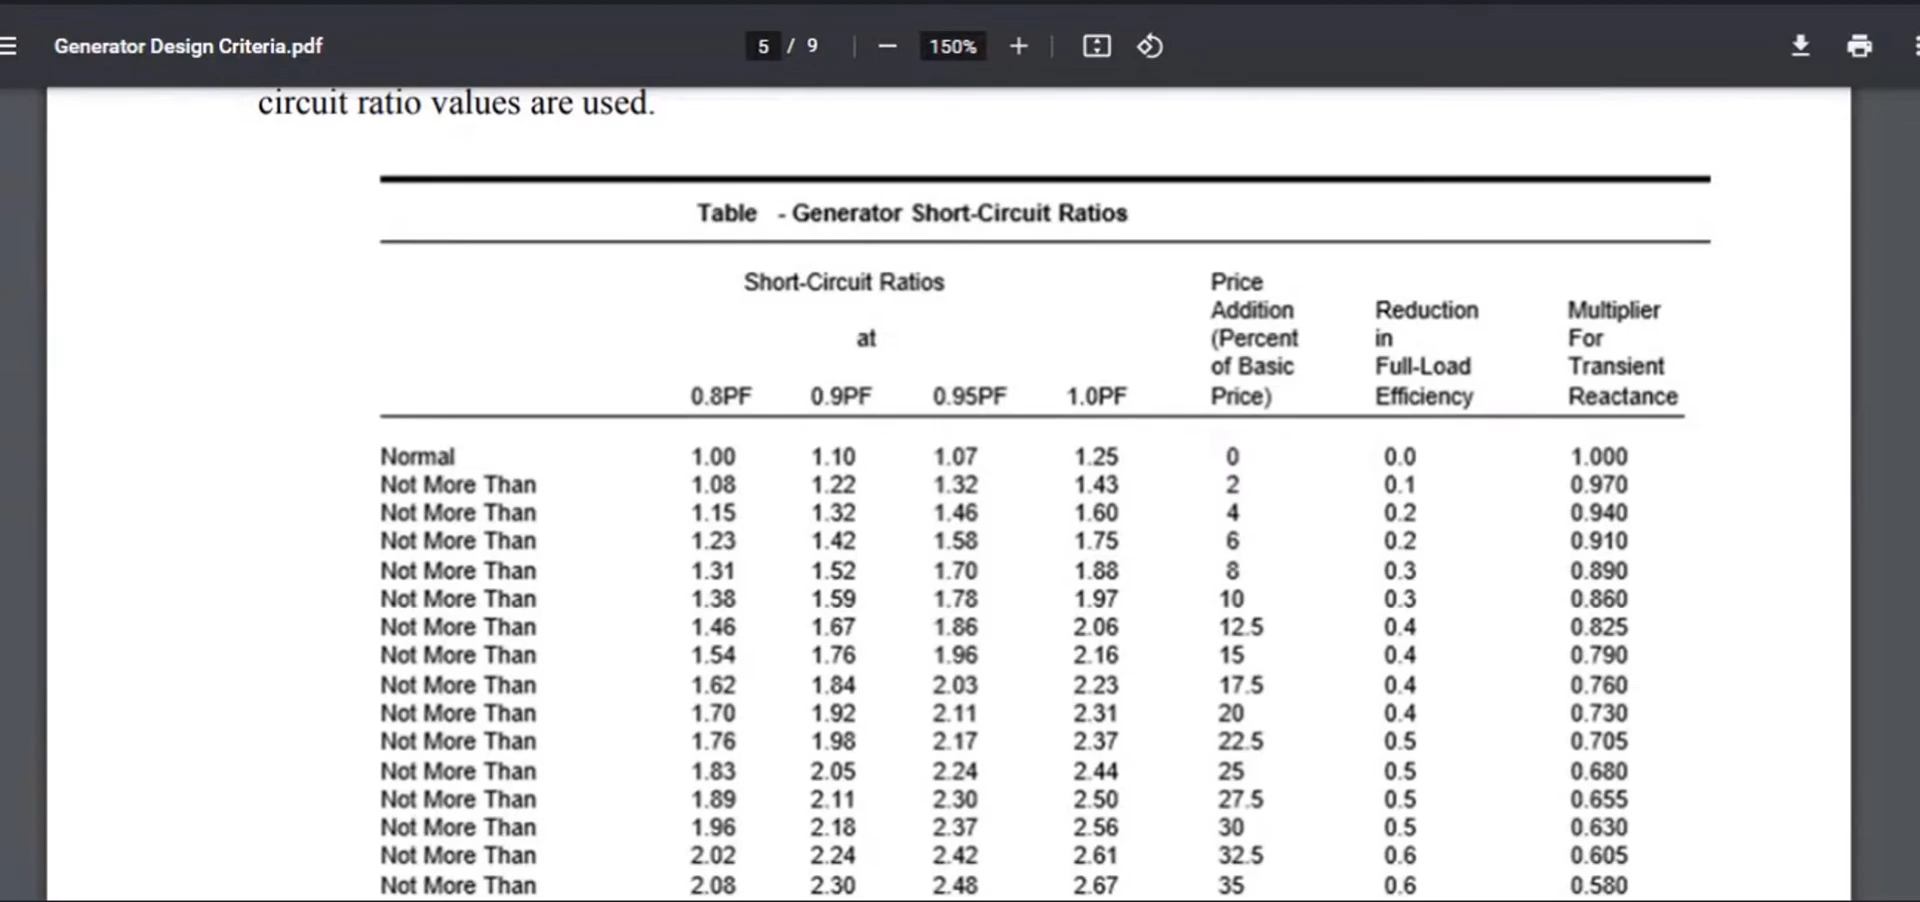 Generator Design Criteria.pdf 5 / 9 150%
circuit ratio values are used.
Table - Generator Short-Circuit Ratios
Short-Circuit Ratios Price
Addition Reduction Multiplier
at (Percent in For
of Basic Full-Load Transient
0.8PF 0.9PF 0.95PF 1.0PF Price) Efficiency Reactance
Normal 1.00 1.10 1.07 1.25 0 0.0 1.000
Not More Than 1.08 1.22 1.32 1.43 2 0.1 0.970
Not More Than 1.15 1.32 1.46 1.60 4 0.2 0.940
Not More Than 1.23 1.42 1.58 1.75 6 0.2 0.910
Not More Than 1.31 1.52 1.70 1.88 8 0.3 0.890
Not More Than 1.38 1.59 1.78 1.97 10 0.3 0.860
Not More Than 1.46 1.67 1.86 2.06 12.5 0.4 0.825
Not More Than 1.54 1.76 1.96 2.16 15 0.4 0.790
Not More Than 1.62 1.84 2.03 2.23 17.5 0.4 0.760
Not More Than 1.70 1.92 2.11 2.31 20 0.4 0.730
Not More Than 1.76 1.98 2.17 2.37 22.5 0.5 0.705
Not More Than 1.83 2.05 2.24 2.44 25 0.5 0.680
Not More Than 1.89 2.11 2.30 2.50 27.5 0.5 0.655
Not More Than 1.96 2.18 2.37 2.56 30 0.5 0.630
Not More Than 2.02 2.24 2.42 2.61 32.5 0.6 0.605
Not More Than 2.08 2.30 2.48 2.67 35 0.6 0.580